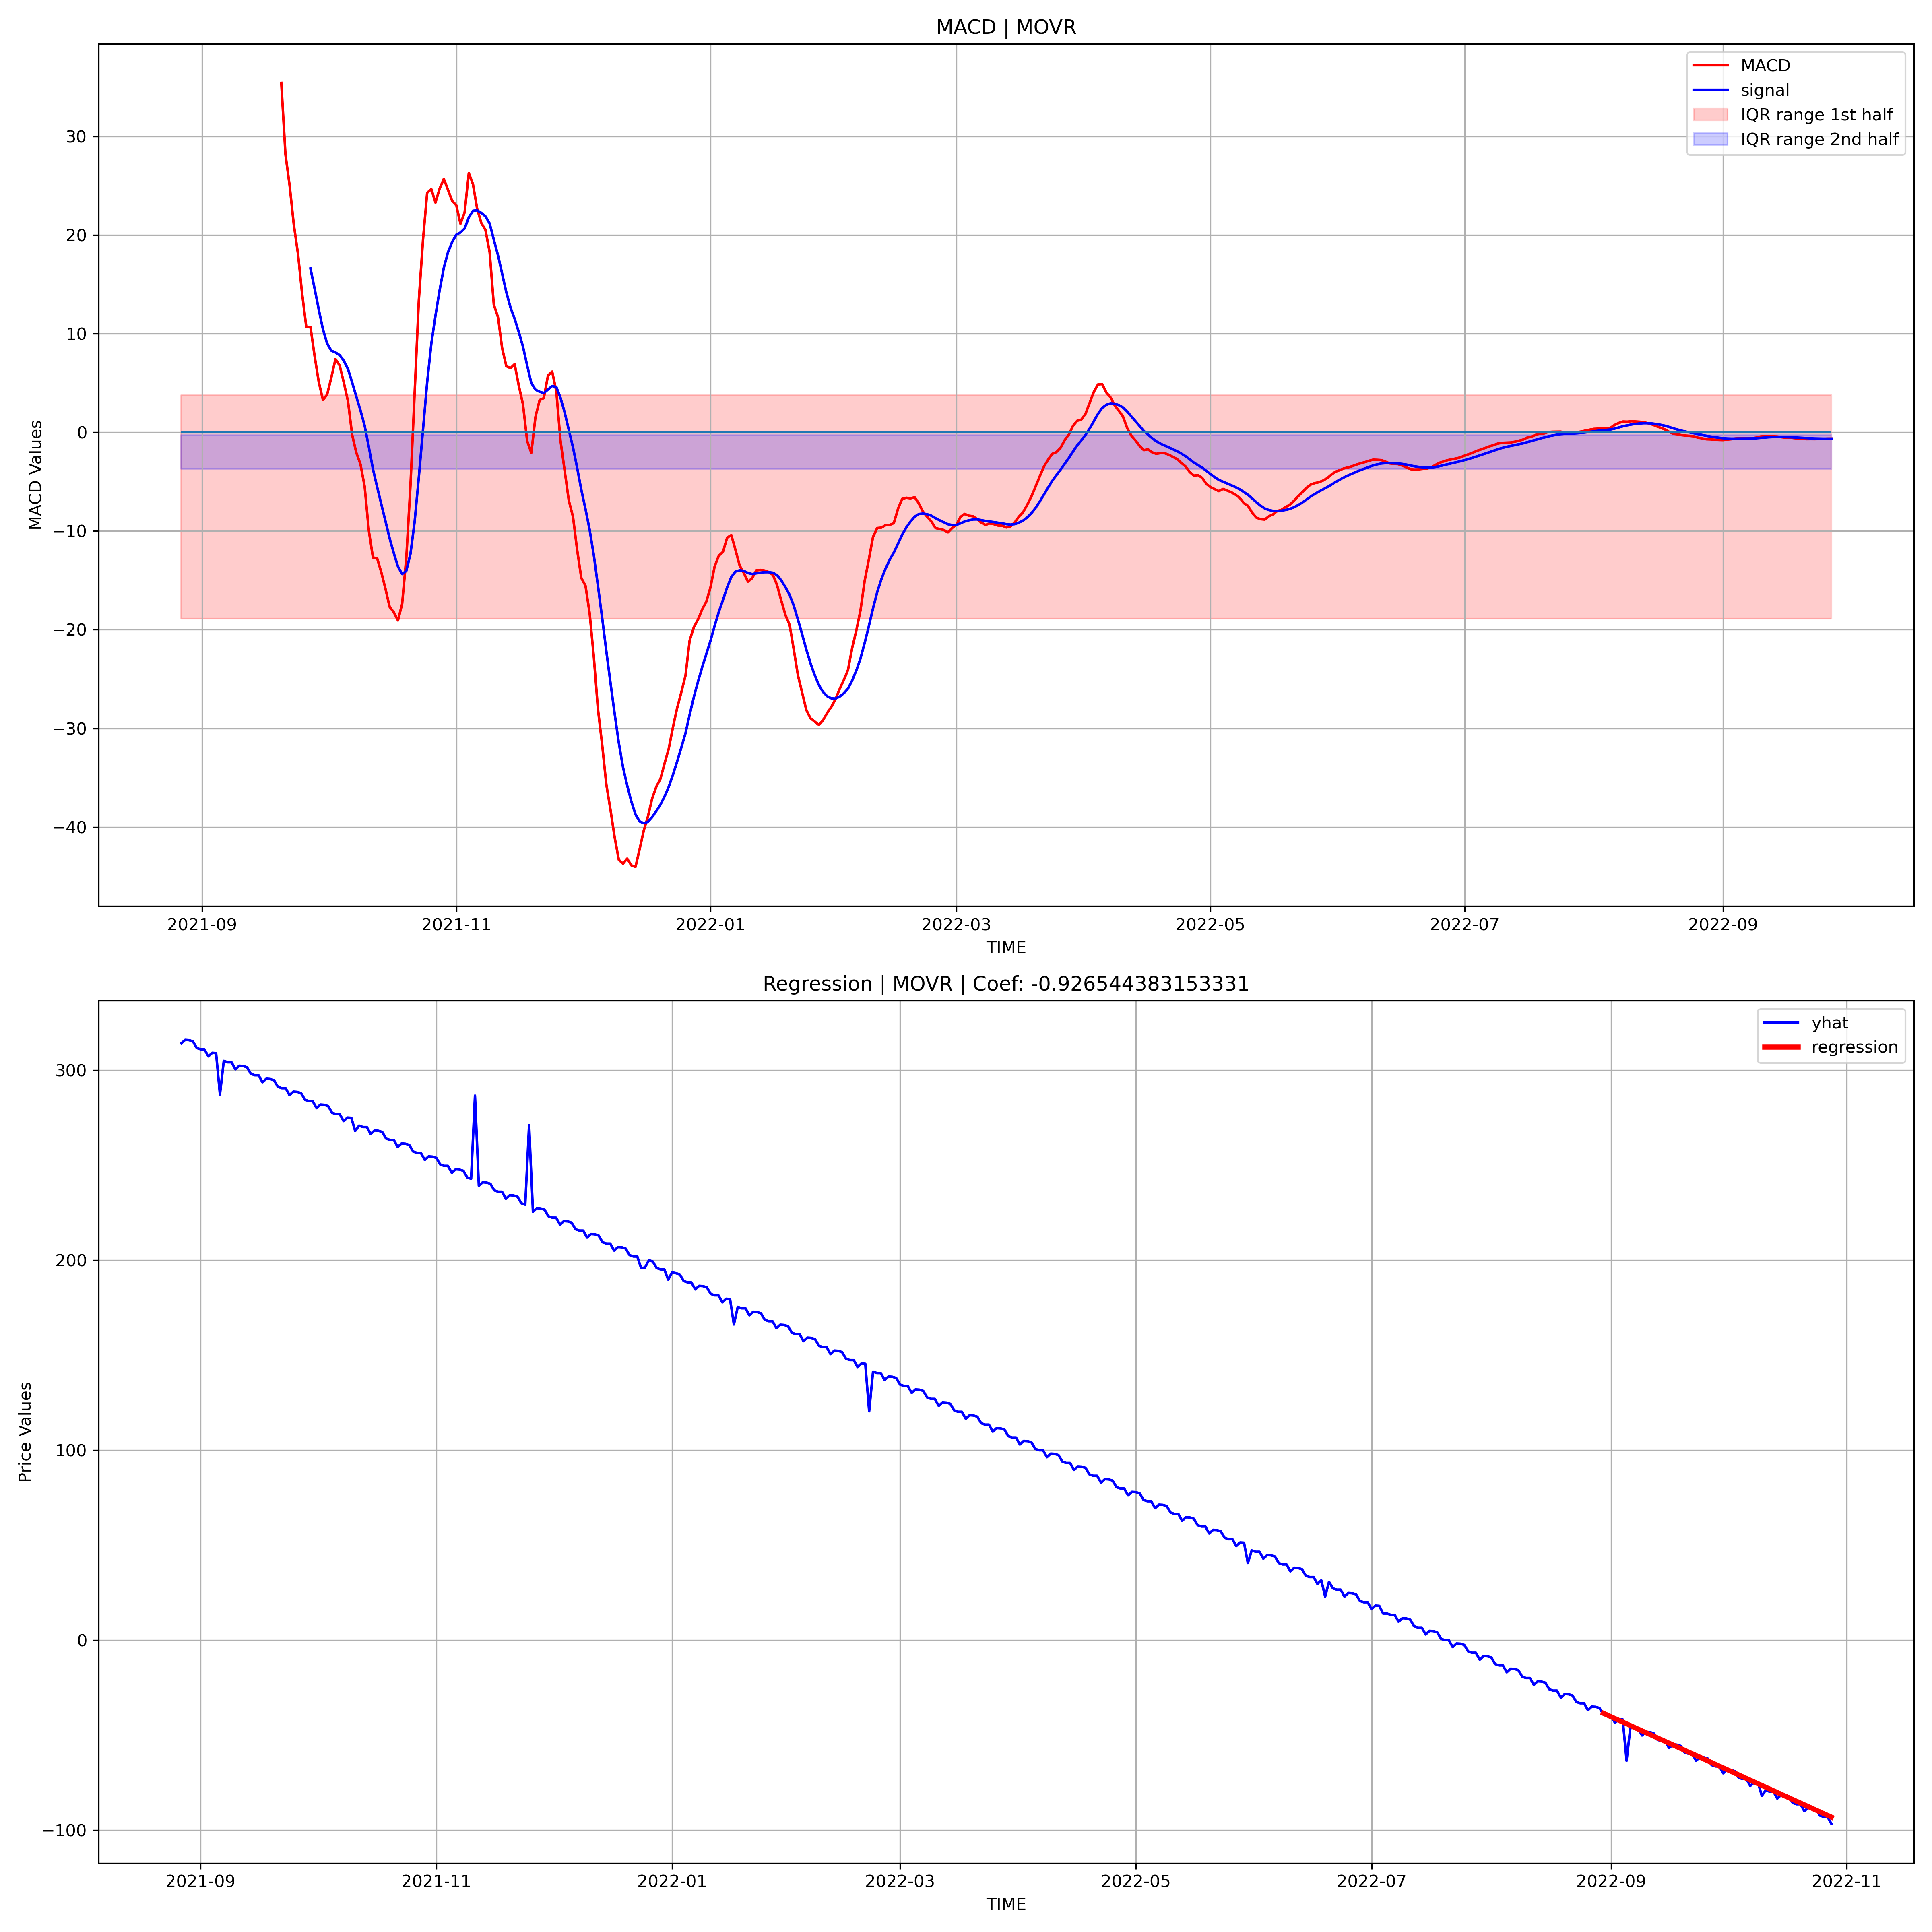 MACD | MOVR
MACD
signal
IQR range 1st half
IQR range 2nd half
30
20
10
0
−10
−20
−30
−40
MACD Values
2021-09 2021-11 2022-01 2022-03 2022-05 2022-07 2022-09
TIME
Regression | MOVR | Coef: -0.926544383153331
yhat
regression
300
200
100
0
−100
Price Values
2021-09 2021-11 2022-01 2022-03 2022-05 2022-07 2022-09 2022-11
TIME